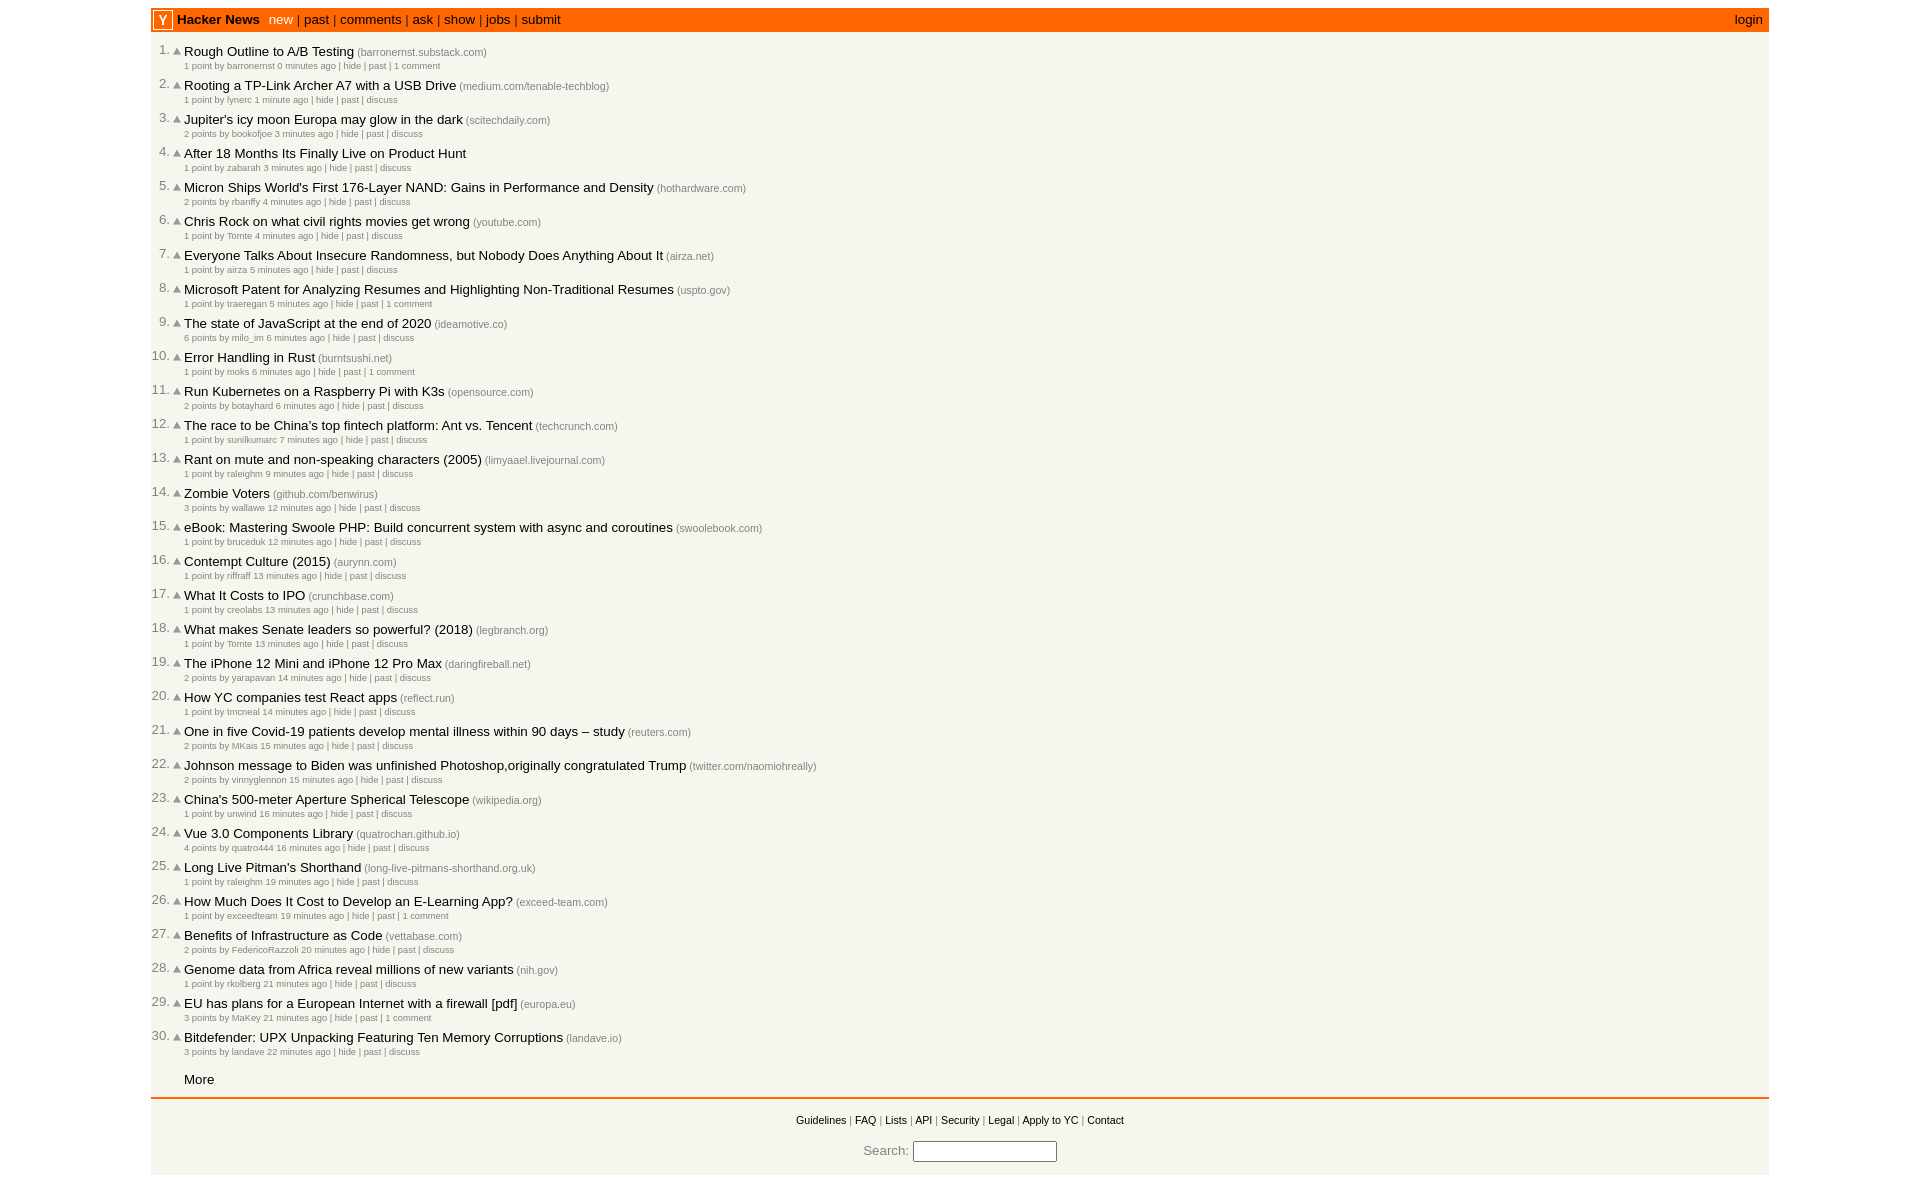 Y Hacker News new | past | comments | ask | show | jobs | submit login
1. Rough Outline to A/B Testing (barronernst.substack.com)
1 point by barronernst 0 minutes ago | hide | past | 1 comment
2. Rooting a TP-Link Archer A7 with a USB Drive (medium.com/tenable-techblog)
1 point by lynerc 1 minute ago | hide | past | discuss
3. Jupiter's icy moon Europa may glow in the dark (scitechdaily.com)
2 points by bookofjoe 3 minutes ago | hide | past | discuss
4. After 18 Months Its Finally Live on Product Hunt
1 point by zabarah 3 minutes ago | hide | past | discuss
5. Micron Ships World's First 176-Layer NAND: Gains in Performance and Density (hothardware.com)
2 points by rbanffy 4 minutes ago | hide | past | discuss
6. Chris Rock on what civil rights movies get wrong (youtube.com)
1 point by Tomte 4 minutes ago | hide | past | discuss
7. Everyone Talks About Insecure Randomness, but Nobody Does Anything About It (airza.net)
1 point by airza 5 minutes ago | hide | past | discuss
8. Microsoft Patent for Analyzing Resumes and Highlighting Non-Traditional Resumes (uspto.gov)
1 point by traeregan 5 minutes ago | hide | past | 1 comment
9. The state of JavaScript at the end of 2020 (ideamotive.co)
6 points by milo_im 6 minutes ago | hide | past | discuss
10. Error Handling in Rust (burntsushi.net)
1 point by moks 6 minutes ago | hide | past | 1 comment
11. Run Kubernetes on a Raspberry Pi with K3s (opensource.com)
2 points by botayhard 6 minutes ago | hide | past | discuss
12. The race to be China’s top fintech platform: Ant vs. Tencent (techcrunch.com)
1 point by sunilkumarc 7 minutes ago | hide | past | discuss
13. Rant on mute and non-speaking characters (2005) (limyaael.livejournal.com)
1 point by raleighm 9 minutes ago | hide | past | discuss
14. Zombie Voters (github.com/benwirus)
3 points by wallawe 12 minutes ago | hide | past | discuss
15. eBook: Mastering Swoole PHP: Build concurrent system with async and coroutines (swoolebook.com)
1 point by bruceduk 12 minutes ago | hide | past | discuss
16. Contempt Culture (2015) (aurynn.com)
1 point by riffraff 13 minutes ago | hide | past | discuss
17. What It Costs to IPO (crunchbase.com)
1 point by creolabs 13 minutes ago | hide | past | discuss
18. What makes Senate leaders so powerful? (2018) (legbranch.org)
1 point by Tomte 13 minutes ago | hide | past | discuss
19. The iPhone 12 Mini and iPhone 12 Pro Max (daringfireball.net)
2 points by yarapavan 14 minutes ago | hide | past | discuss
20. How YC companies test React apps (reflect.run)
1 point by tmcneal 14 minutes ago | hide | past | discuss
21. One in five Covid-19 patients develop mental illness within 90 days – study (reuters.com)
2 points by MKais 15 minutes ago | hide | past | discuss
22. Johnson message to Biden was unfinished Photoshop,originally congratulated Trump (twitter.com/naomiohreally)
2 points by vinnyglennon 15 minutes ago | hide | past | discuss
23. China's 500-meter Aperture Spherical Telescope (wikipedia.org)
1 point by unwind 16 minutes ago | hide | past | discuss
24. Vue 3.0 Components Library (quatrochan.github.io)
4 points by quatro444 16 minutes ago | hide | past | discuss
25. Long Live Pitman's Shorthand (long-live-pitmans-shorthand.org.uk)
1 point by raleighm 19 minutes ago | hide | past | discuss
26. How Much Does It Cost to Develop an E-Learning App? (exceed-team.com)
1 point by exceedteam 19 minutes ago | hide | past | 1 comment
27. Benefits of Infrastructure as Code (vettabase.com)
2 points by FedericoRazzoli 20 minutes ago | hide | past | discuss
28. Genome data from Africa reveal millions of new variants (nih.gov)
1 point by rkolberg 21 minutes ago | hide | past | discuss
29. EU has plans for a European Internet with a firewall [pdf] (europa.eu)
3 points by MaKey 21 minutes ago | hide | past | 1 comment
30. Bitdefender: UPX Unpacking Featuring Ten Memory Corruptions (landave.io)
3 points by landave 22 minutes ago | hide | past | discuss
More
Guidelines | FAQ | Lists | API | Security | Legal | Apply to YC | Contact
Search: